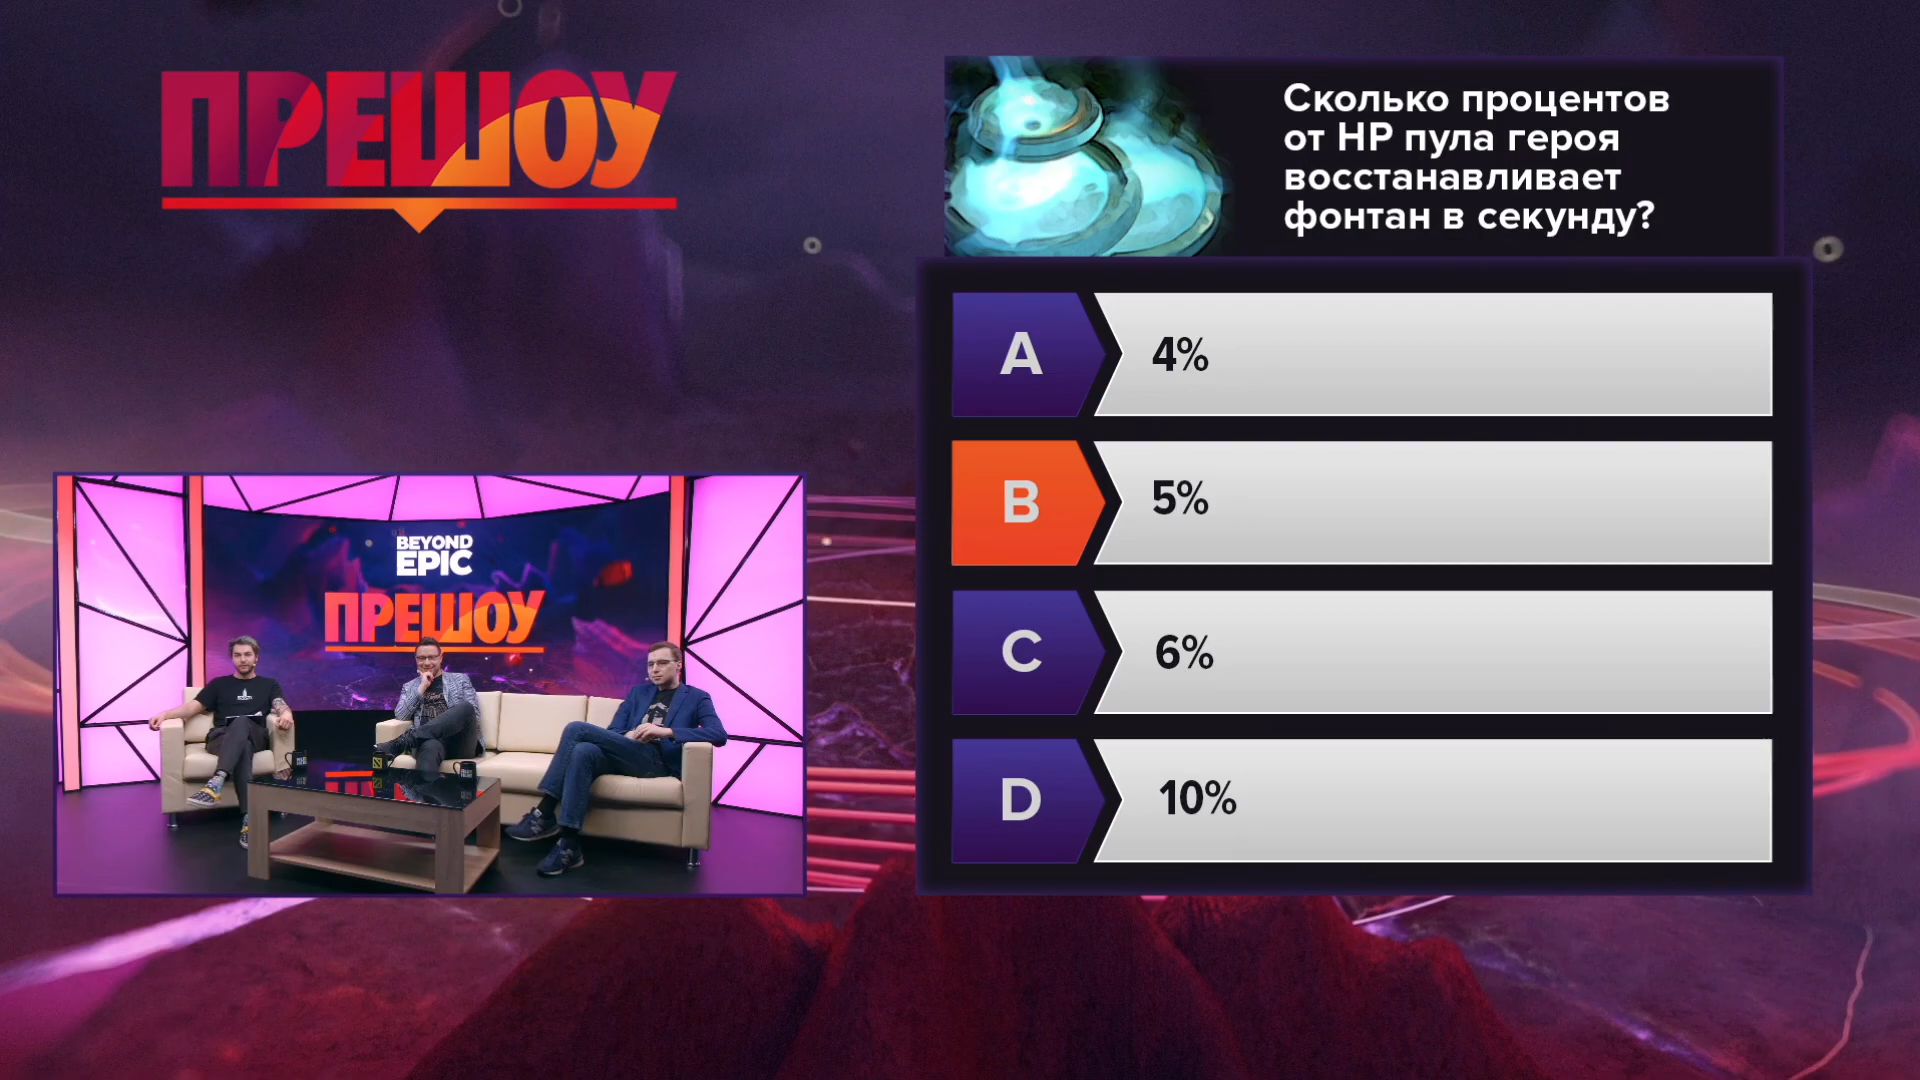 ПРЕШОУ
Сколько процентов
от HP пула героя
восстанавливает
фонтан в секунду?
A
4%
B
5%
C
6%
D
10%
BEYOND
EPIC
ПРЕШОУ